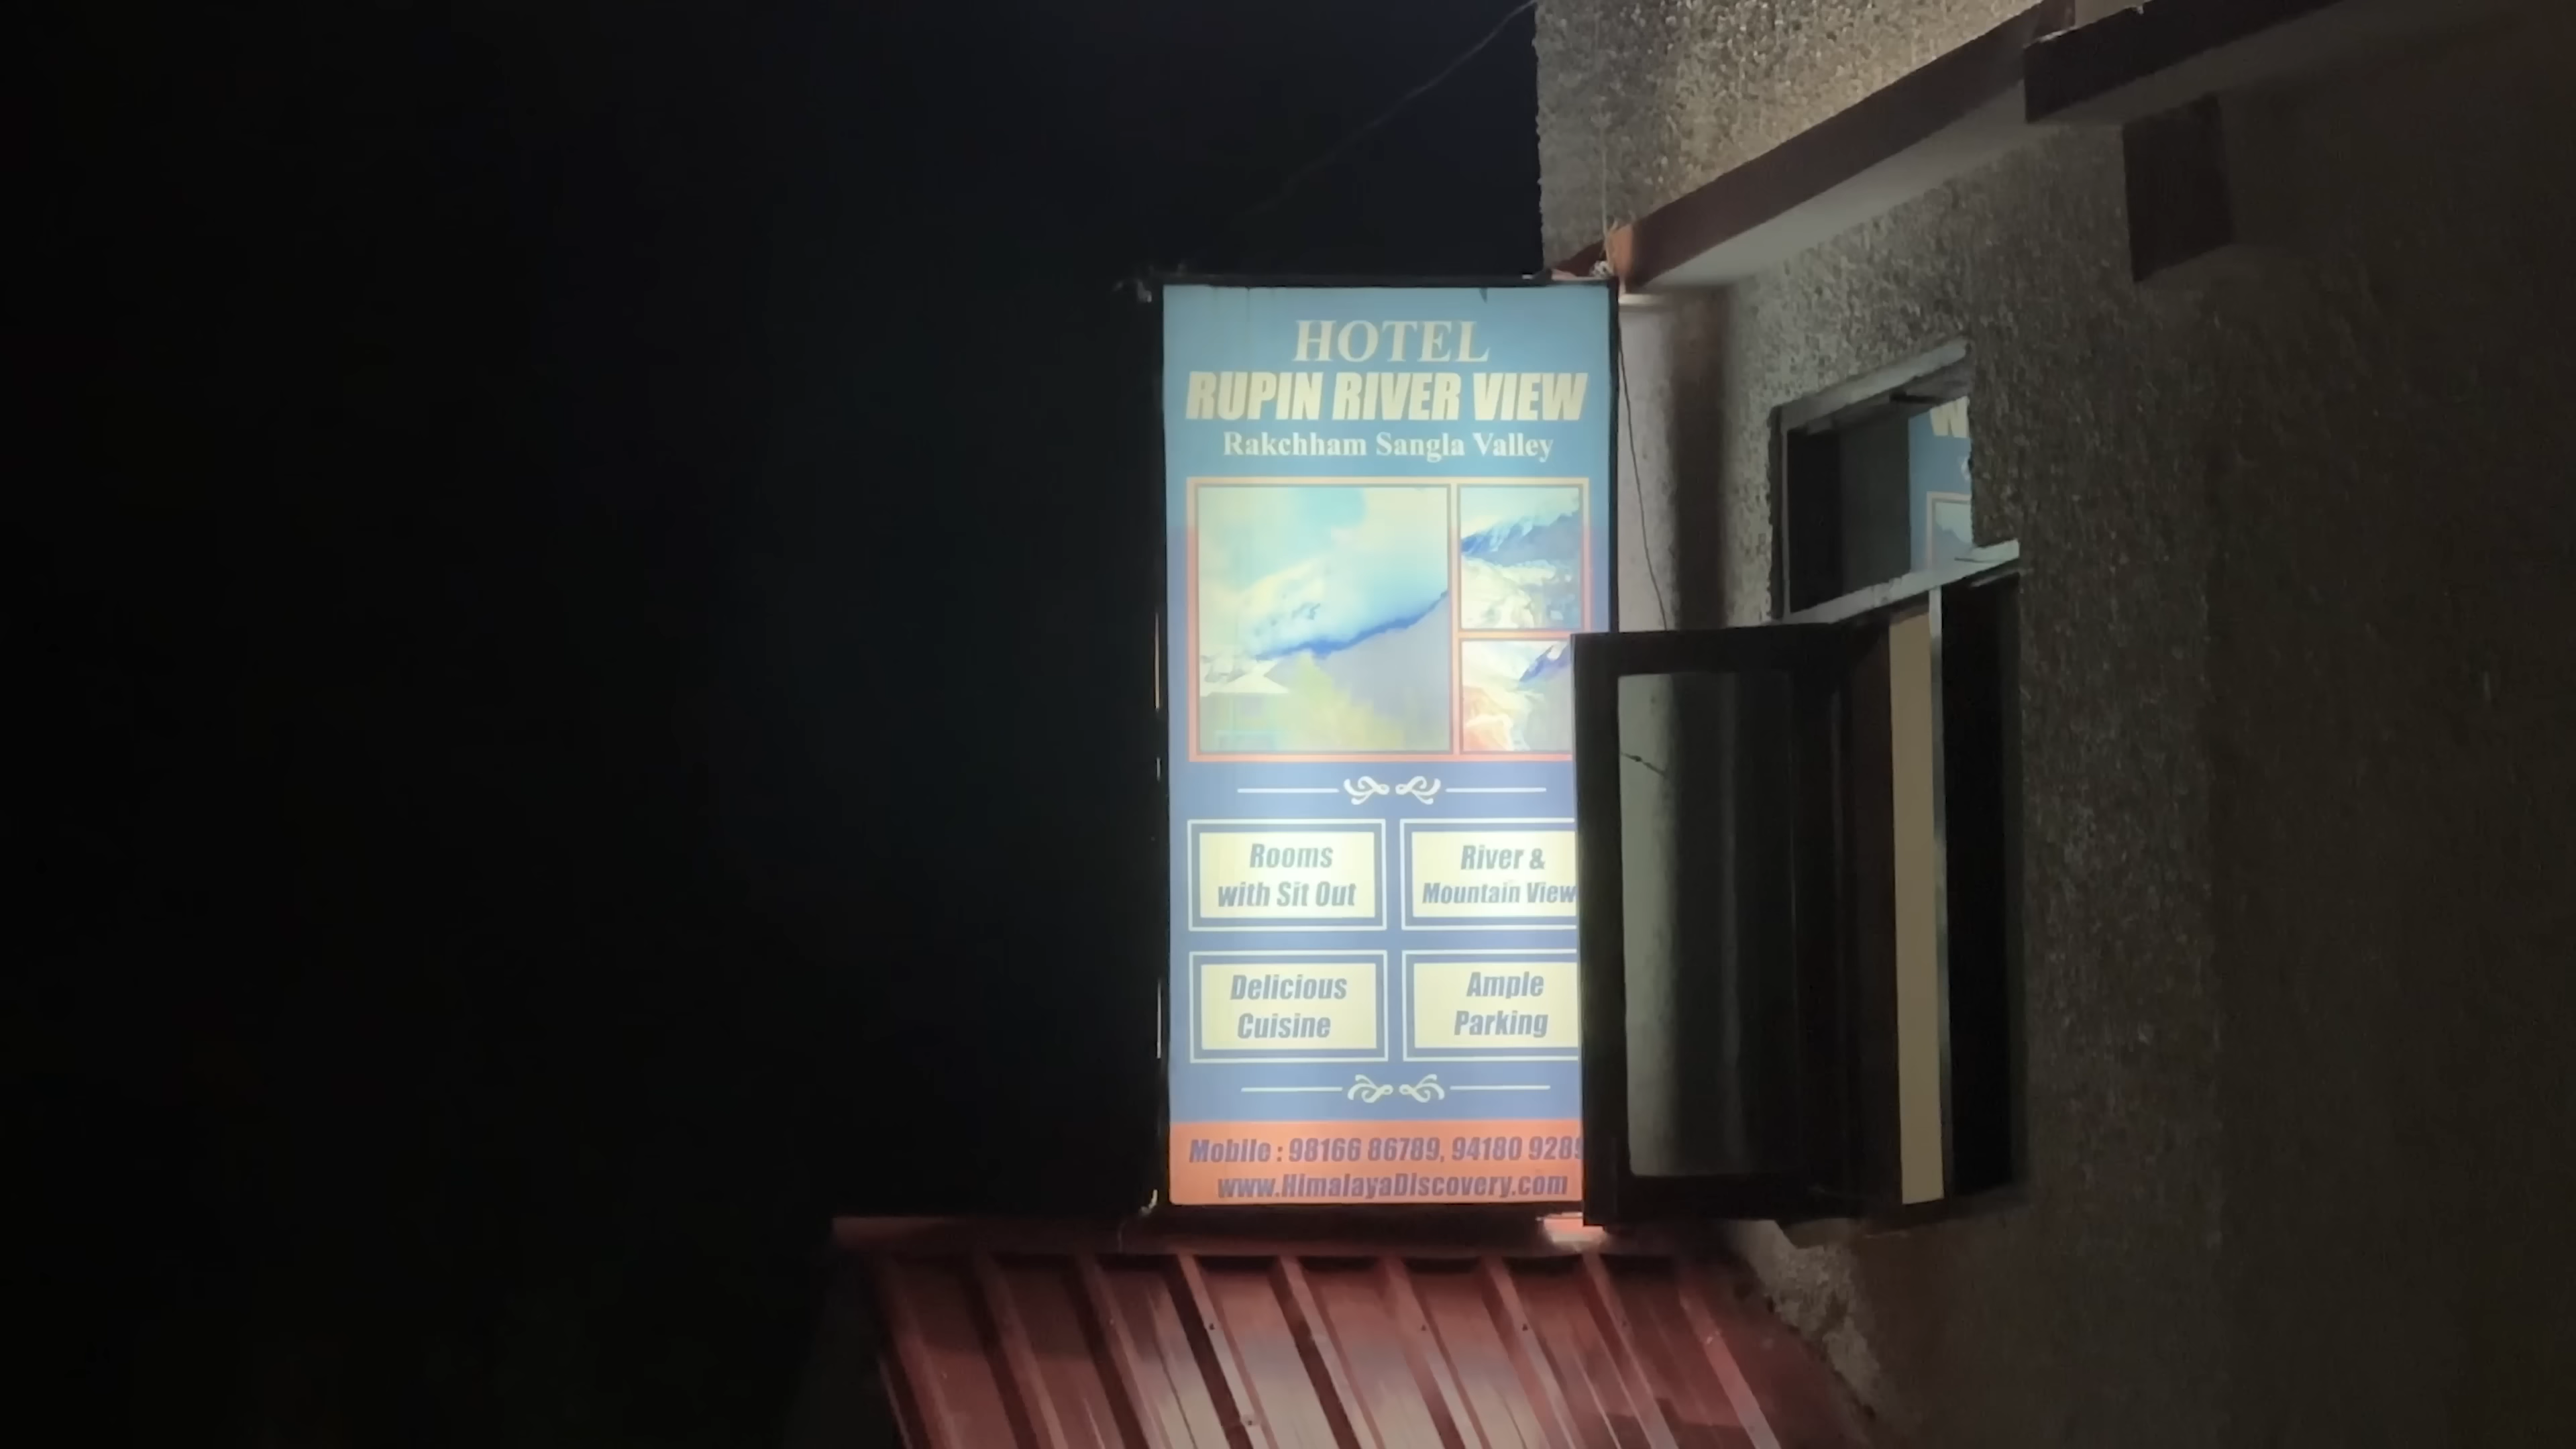 HOTEL
RUPIN RIVER VIEW
Rakchham Sangla Valley
Rooms
with Sit Out
River &
Mountain View
Delicious
Cuisine
Ample
Parking
Mobile : 98166 86789, 94180
www.HimalayaDiscovery.com